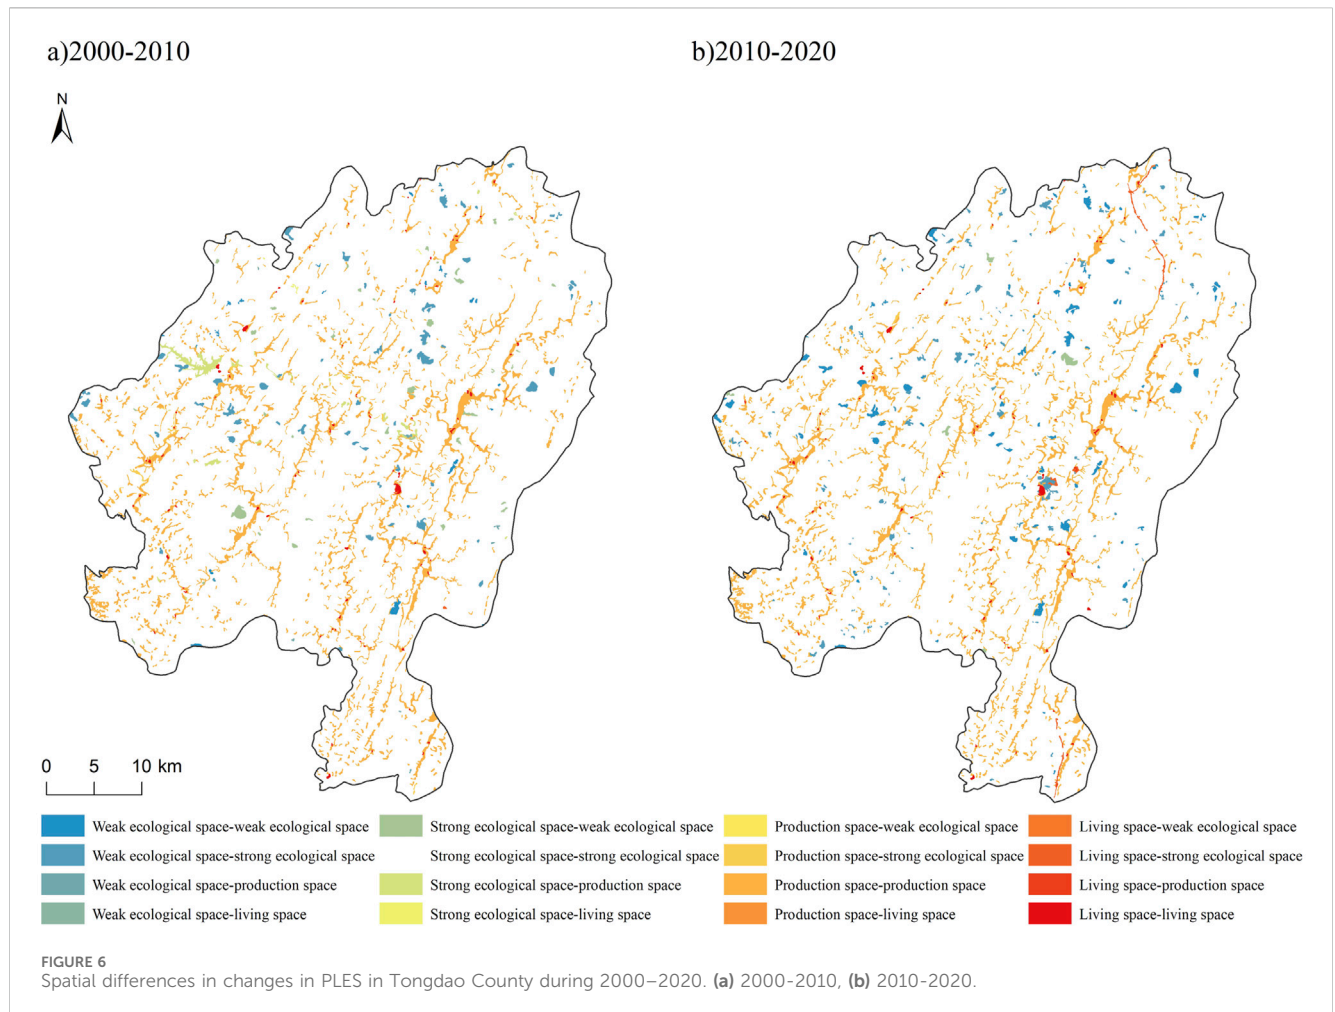 a)2000-2010
b)2010-2020
N
0 5 10 km
Weak ecological space-weak ecological space
Strong ecological space-weak ecological space
Production space-weak ecological space
Living space-weak ecological space
Weak ecological space-strong ecological space
Strong ecological space-strong ecological space
Production space-strong ecological space
Living space-strong ecological space
Weak ecological space-production space
Strong ecological space-production space
Production space-production space
Living space-production space
Weak ecological space-living space
Strong ecological space-living space
Production space-living space
Living space-living space
FIGURE 6
Spatial differences in changes in PLES in Tongdao County during 2000–2020. (a) 2000-2010, (b) 2010-2020.